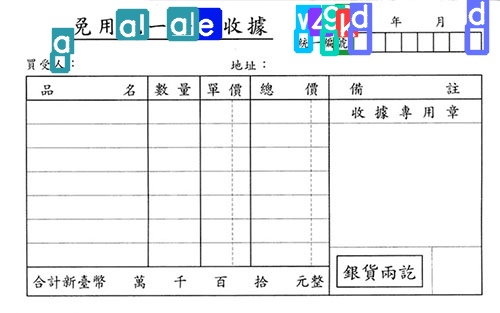 免用al一ale收據
vz9k d 年 月 d
a
統一編號
買受人： 地址：
品名 數量 單價 總價 備註
收據專用章
銀貨兩訖
合計新臺幣 萬 千 百 拾 元整